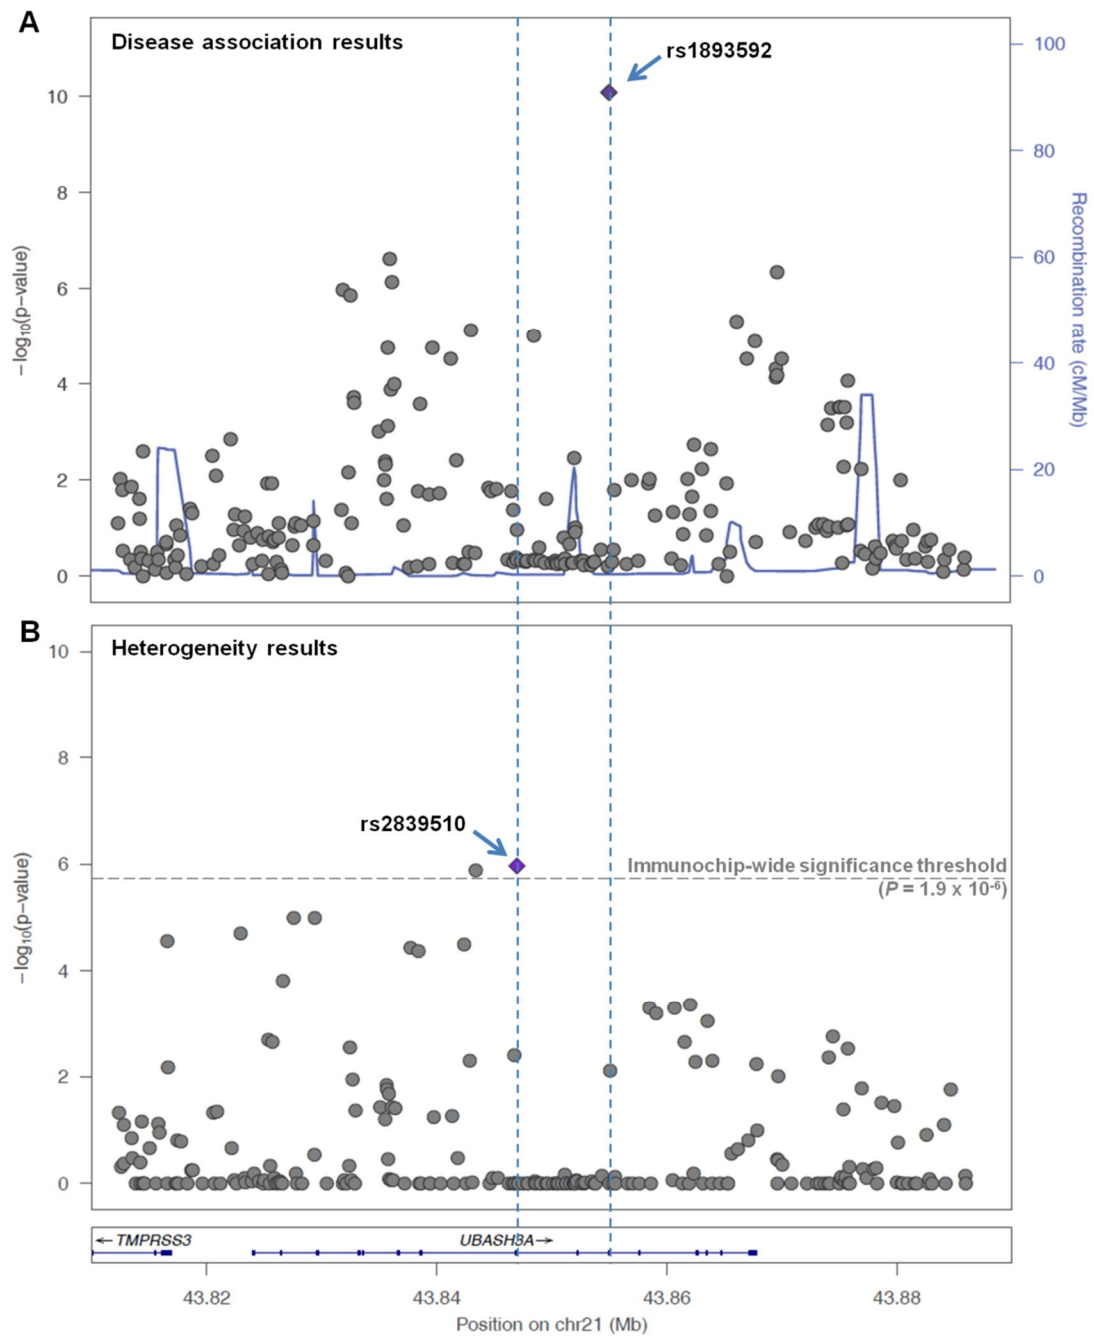 A
Disease association results
rs1893592
100
80
60
40
20
0
10
8
6
4
2
0
−log10(p−value)
Recombination rate (cM/Mb)
B
Heterogeneity results
rs2839510
Immunochip-wide significance threshold
(P = 1.9 x 10-6)
10
8
6
4
2
0
−log10(p−value)
←TMPRSS3
UBASH3A→
43.82
43.84
43.86
43.88
Position on chr21 (Mb)